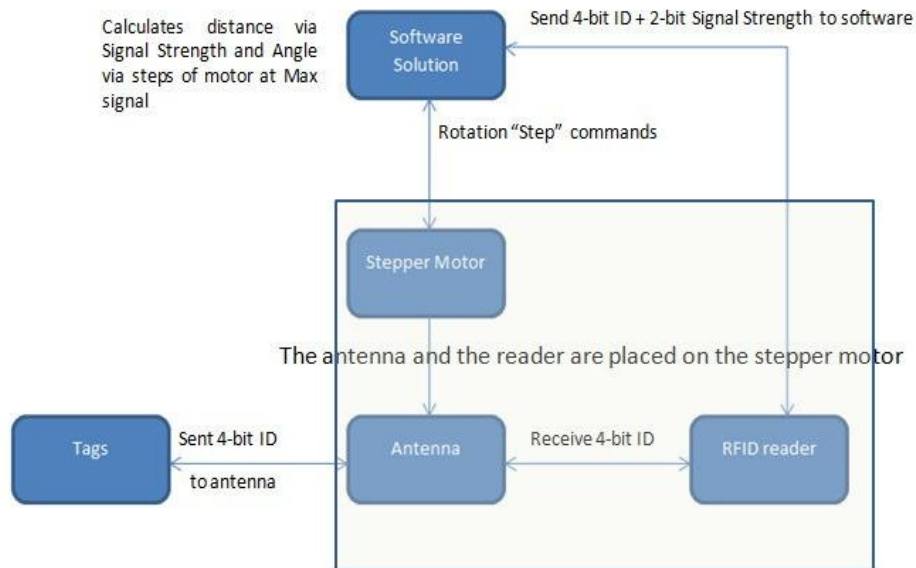 Calculates distance via
Signal Strength and Angle
via steps of motor at Max
signal
Software
Solution
Send 4-bit ID + 2-bit Signal Strength to software
Rotation “Step” commands
Stepper Motor
The antenna and the reader are placed on the stepper motor
Tags
Sent 4-bit ID
to antenna
Antenna
Receive 4-bit ID
RFID reader